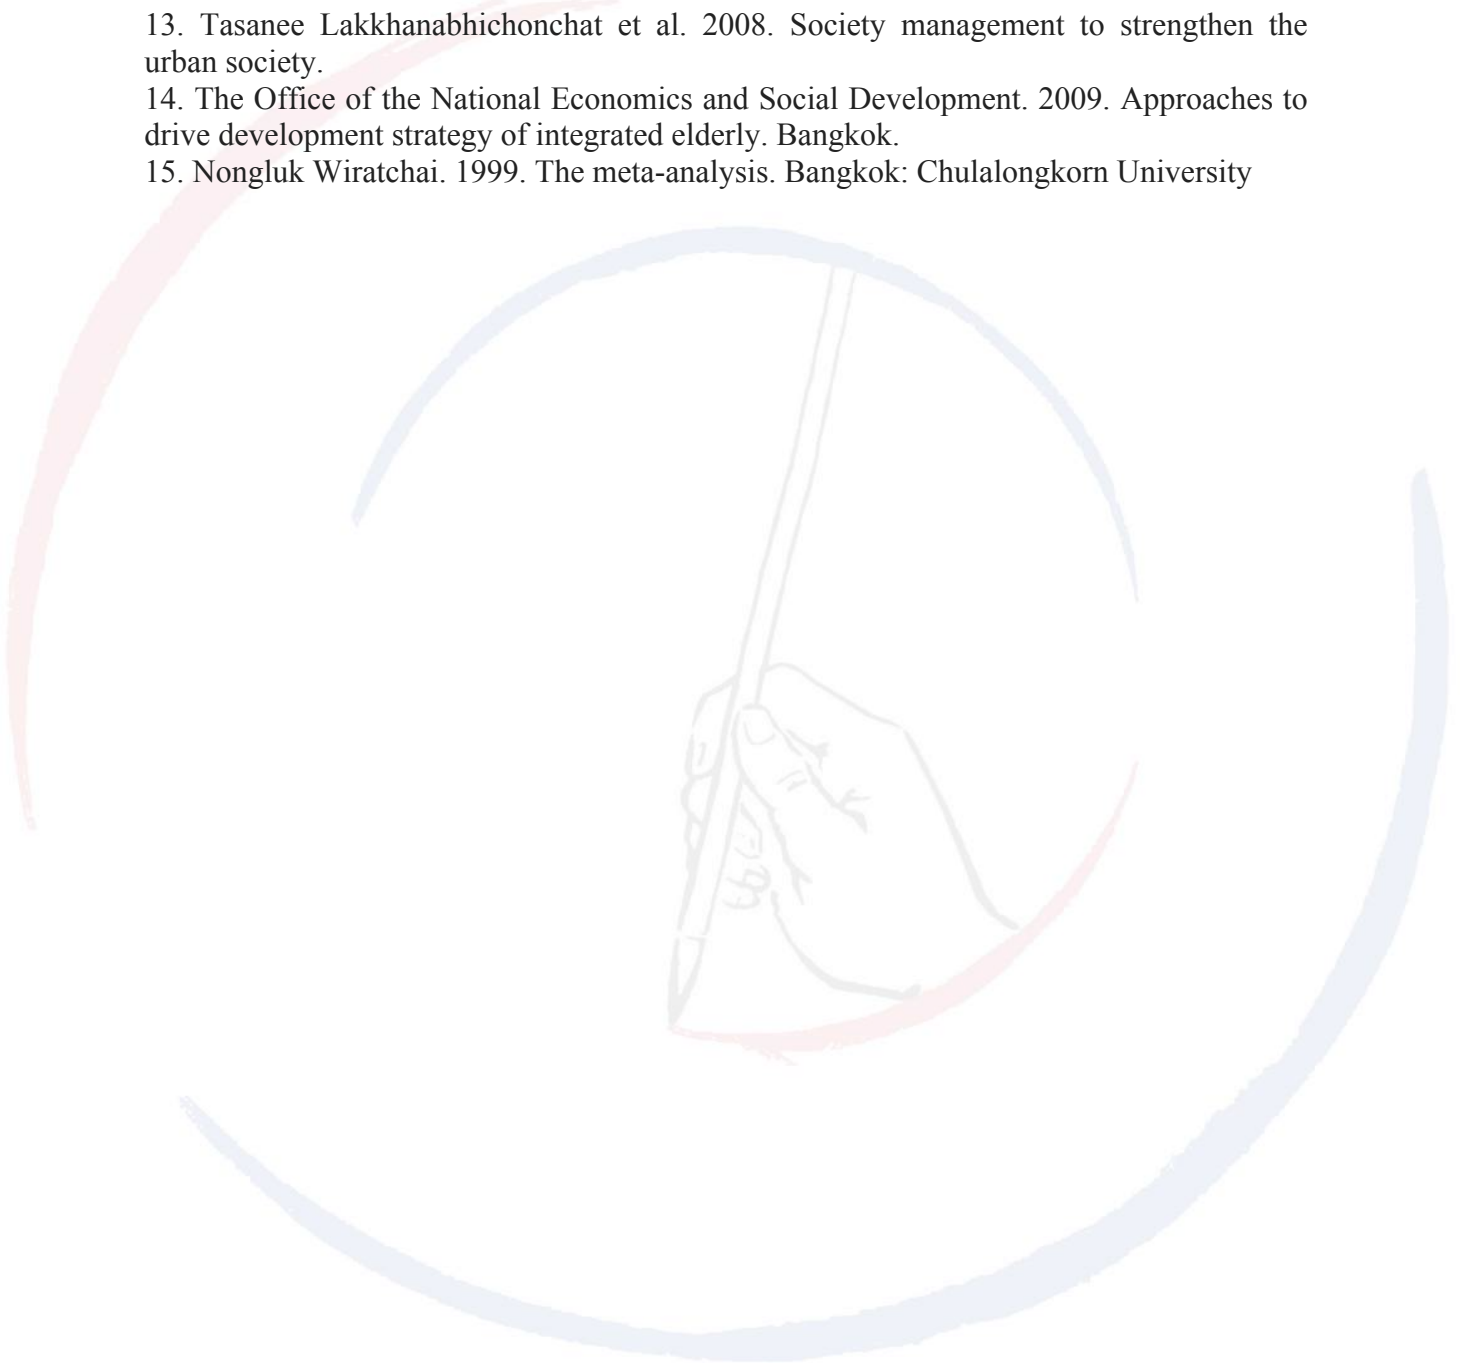 13. Tasanee Lakkhanabhichonchat et al. 2008. Society management to strengthen the
urban society.
14. The Office of the National Economics and Social Development. 2009. Approaches to
drive development strategy of integrated elderly. Bangkok.
15. Nongluk Wiratchai. 1999. The meta-analysis. Bangkok: Chulalongkorn University